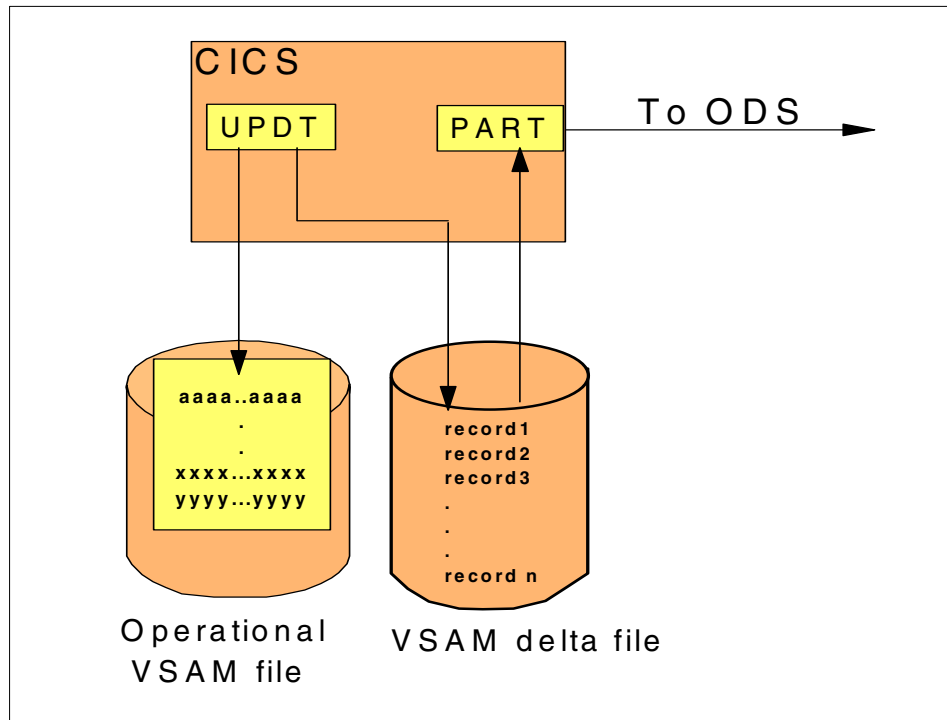 CICS
UPDT
PART
To ODS
aaaa..aaaa
.
.
xxxx...xxxx
yyyy...yyyy
record1
record2
record3
.
.
.
record n
Operational
VSAM file
VSAM delta file